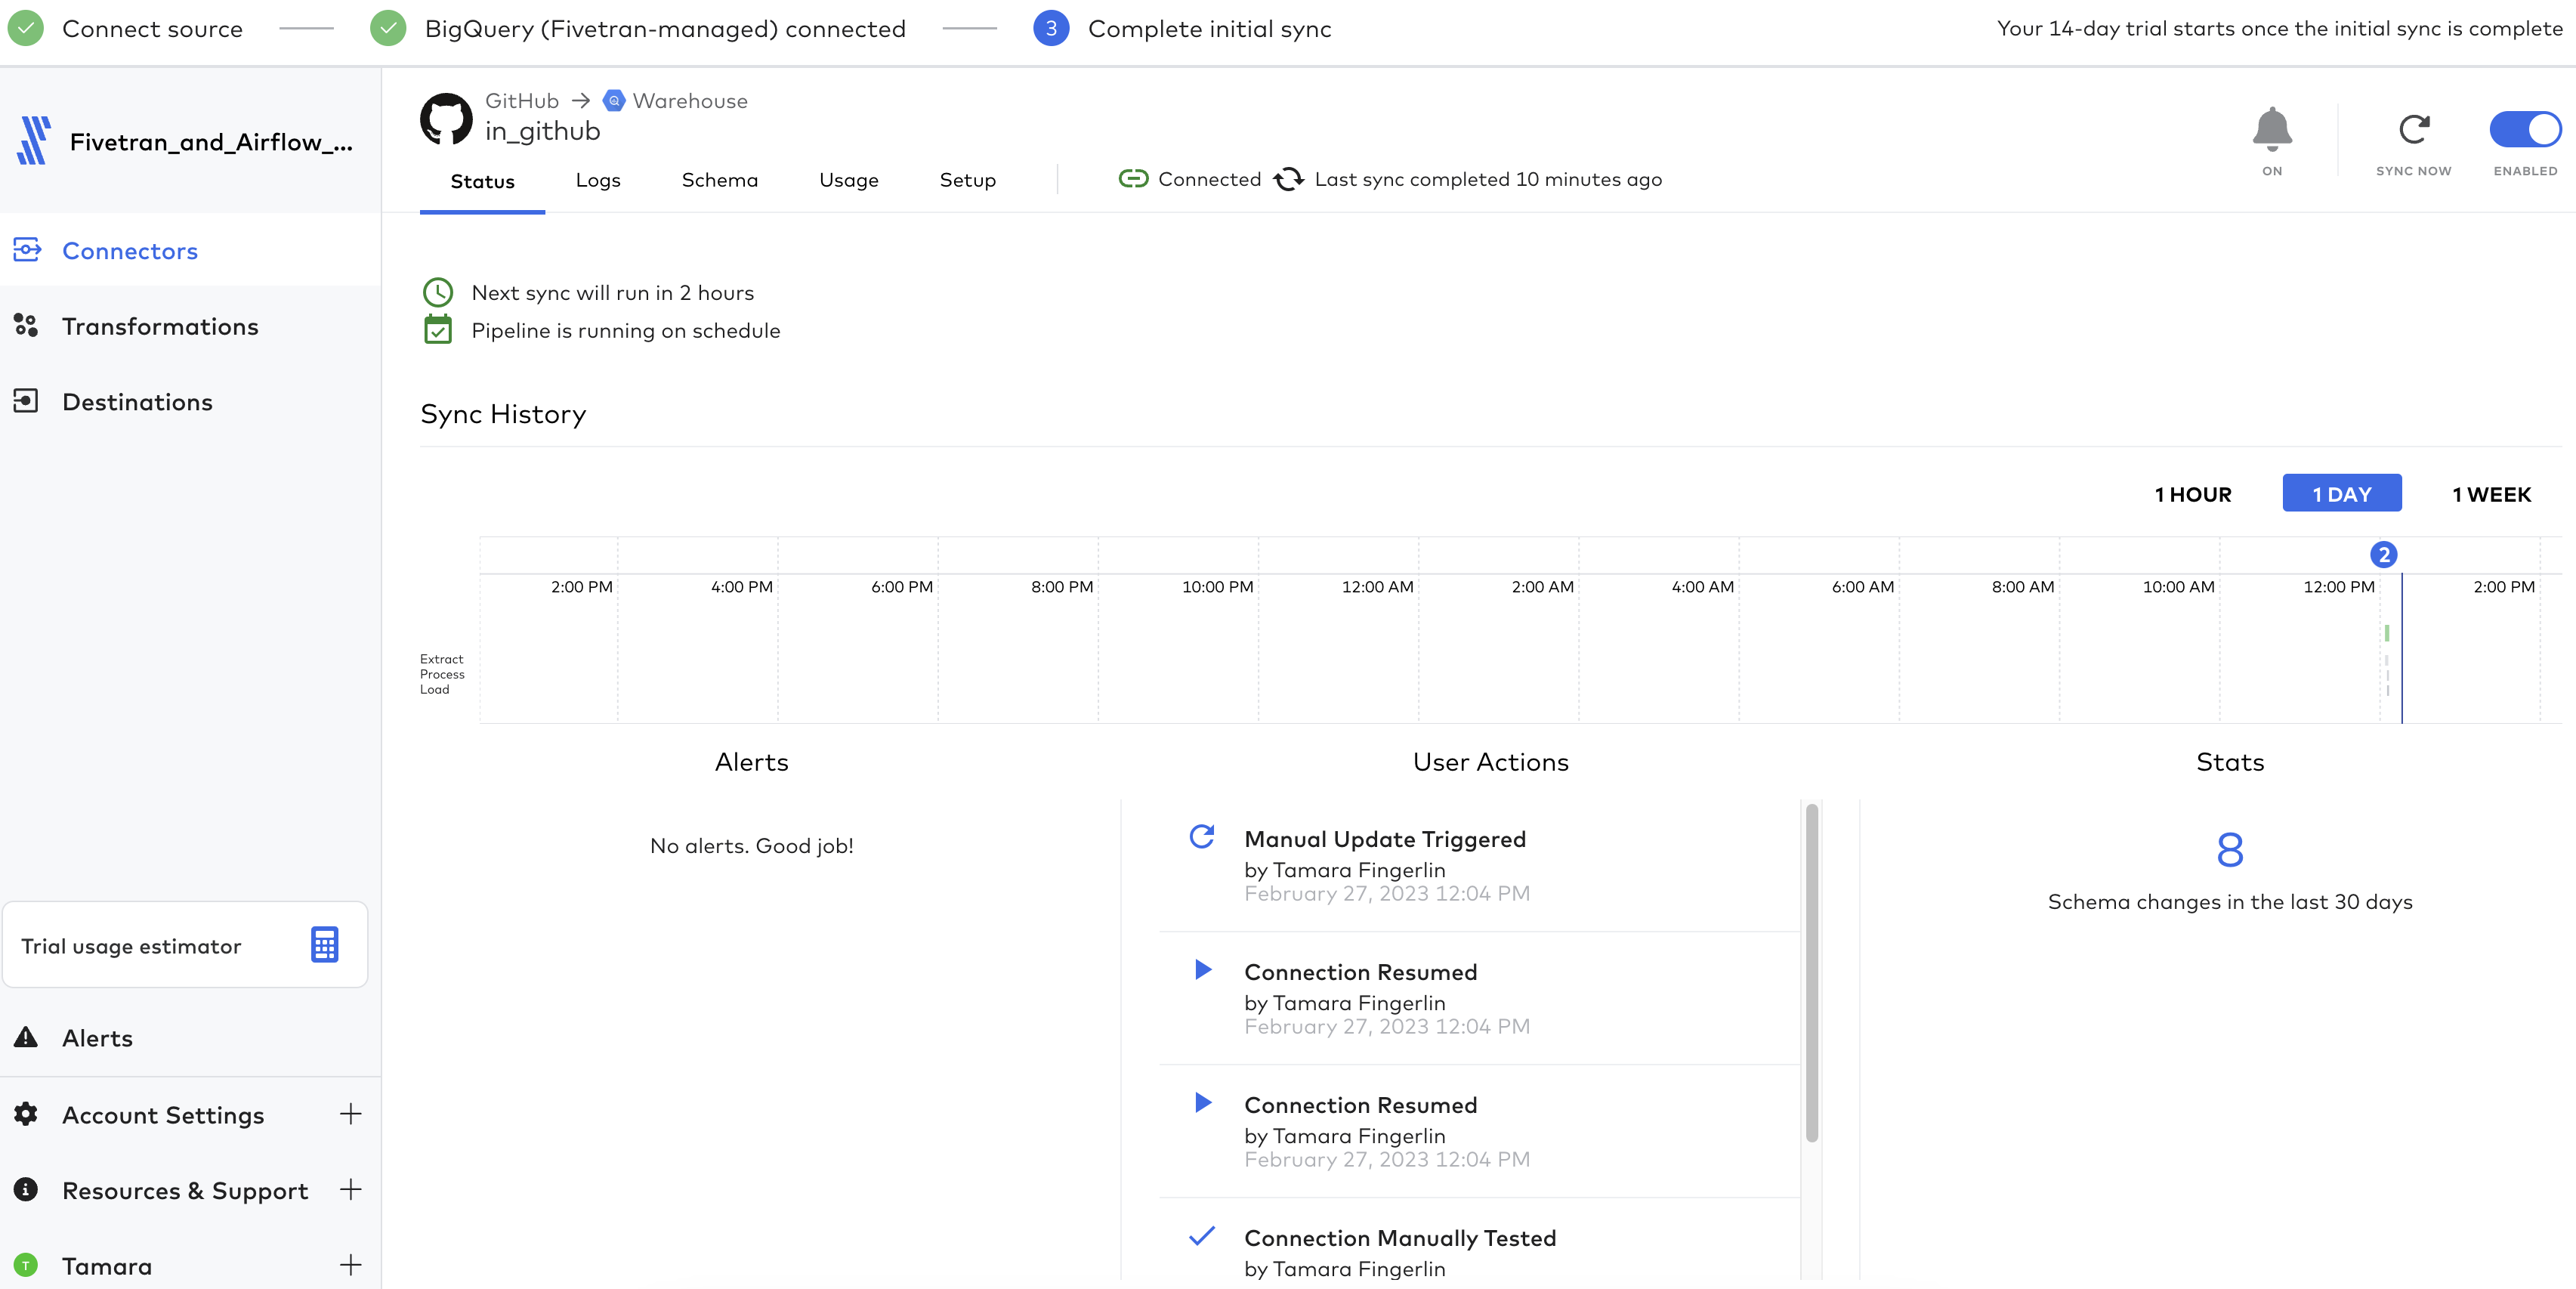 Connect source
BigQuery (Fivetran-managed) connected
3 Complete initial sync
Your 14-day trial starts once the initial sync is complete
Fivetran_and_Airflow_...
Connectors
Transformations
Destinations
Trial usage estimator
Alerts
Account Settings
Resources & Support
T Tamara
GitHub → Warehouse
in_github
Status Logs Schema Usage Setup
Connected Last sync completed 10 minutes ago
ON SYNC NOW ENABLED
Next sync will run in 2 hours
Pipeline is running on schedule
Sync History
1 HOUR 1 DAY 1 WEEK
2
2:00 PM 4:00 PM 6:00 PM 8:00 PM 10:00 PM 12:00 AM 2:00 AM 4:00 AM 6:00 AM 8:00 AM 10:00 AM 12:00 PM 2:00 PM
Extract
Process
Load
Alerts
No alerts. Good job!
User Actions
Manual Update Triggered
by Tamara Fingerlin
February 27, 2023 12:04 PM
Connection Resumed
by Tamara Fingerlin
February 27, 2023 12:04 PM
Connection Resumed
by Tamara Fingerlin
February 27, 2023 12:04 PM
Connection Manually Tested
by Tamara Fingerlin
Stats
8
Schema changes in the last 30 days